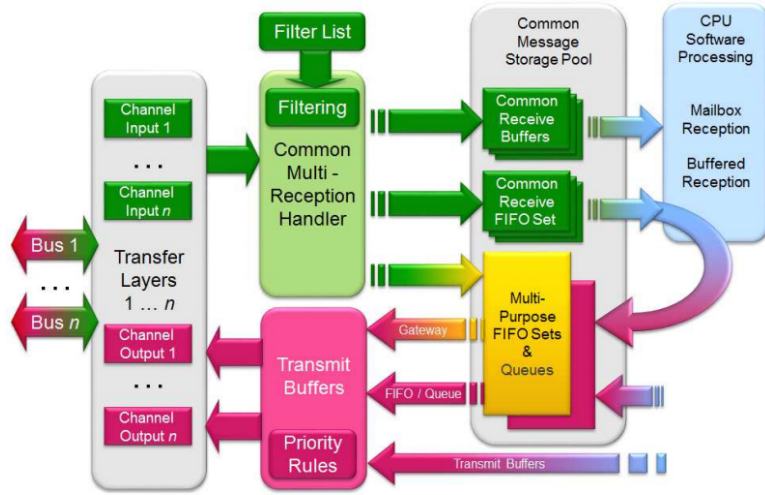 Filter List
Filtering
Common
Multi -
Reception
Handler
Common
Message
Storage Pool
CPU
Software
Processing
Mailbox
Reception
Buffered
Reception
Channel
Input 1
...
Channel
Input n
Transfer
Layers
1 ... n
Channel
Output 1
...
Channel
Output n
Bus 1
...
Bus n
Common
Receive
Buffers
Common
Receive
FIFO Set
Multi-
Purpose
FIFO Sets
&
Queues
Gateway
FIFO / Queue
Transmit Buffers
Transmit
Buffers
Priority
Rules